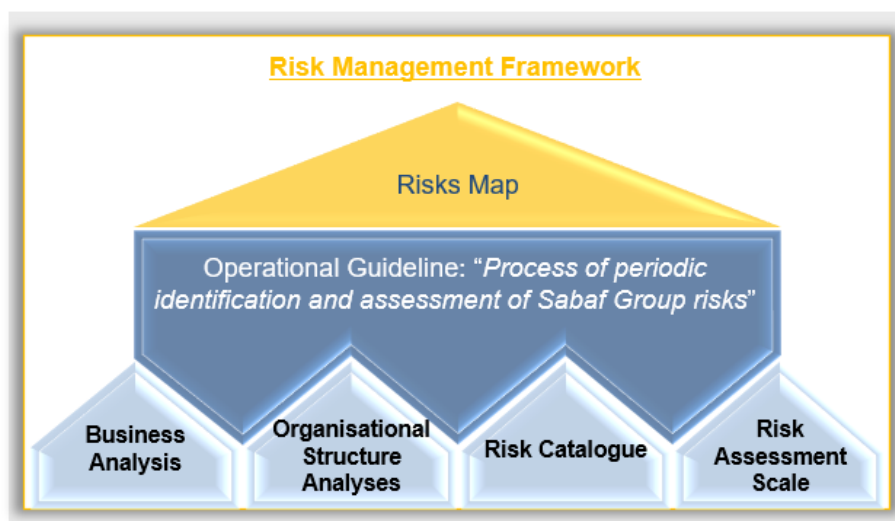 Risk Management Framework
Risks Map
Operational Guideline: “Process of periodic
identification and assessment of Sabaf Group risks”
Business
Analysis
Organisational
Structure
Analyses
Risk Catalogue
Risk
Assessment
Scale